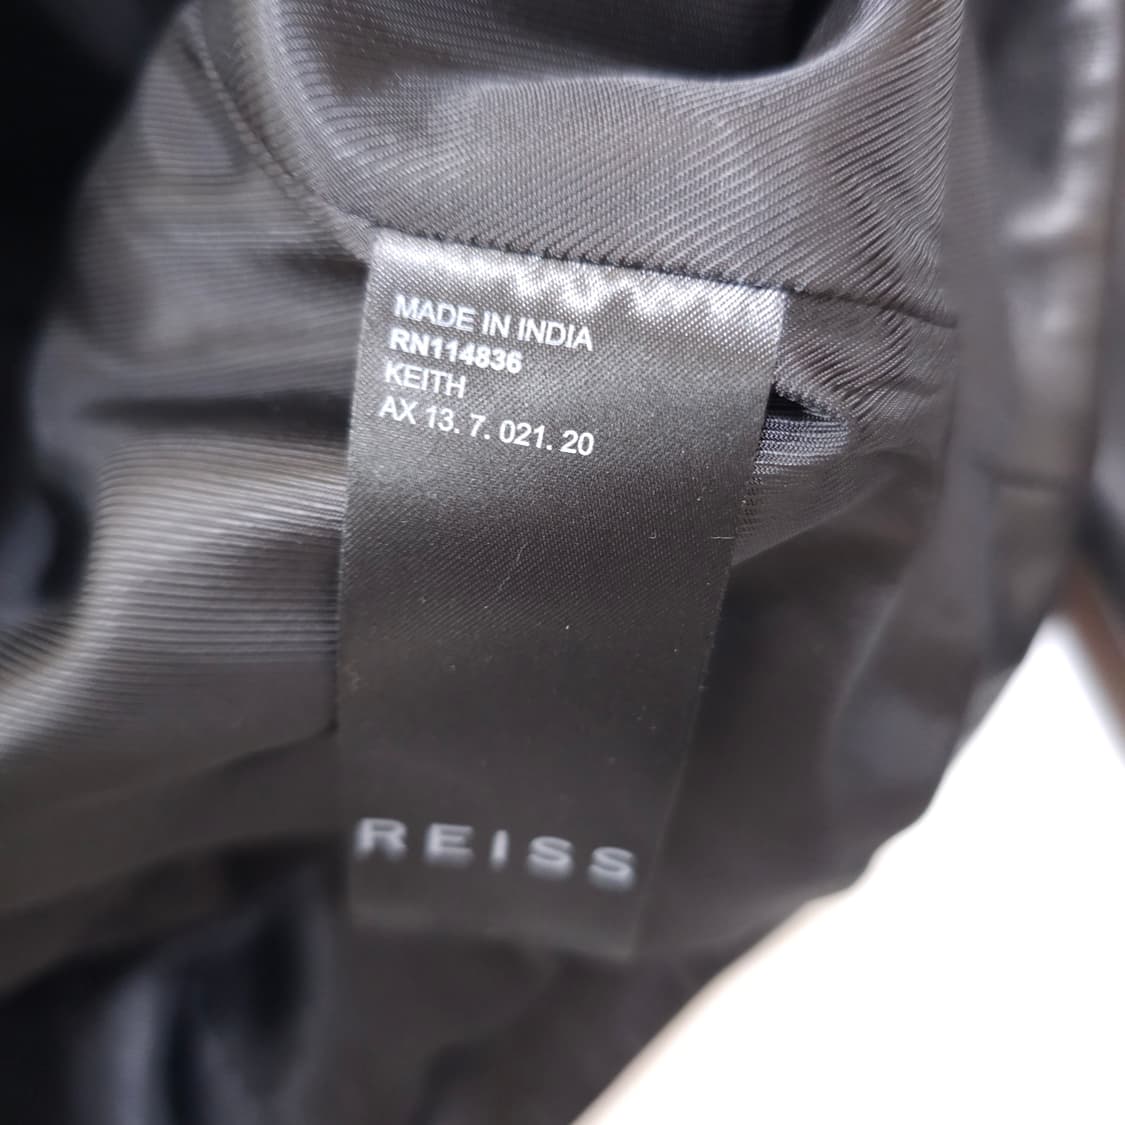 MADE IN INDIA
RN114836
KEITH
AX 13. 7. 021. 20
REISS